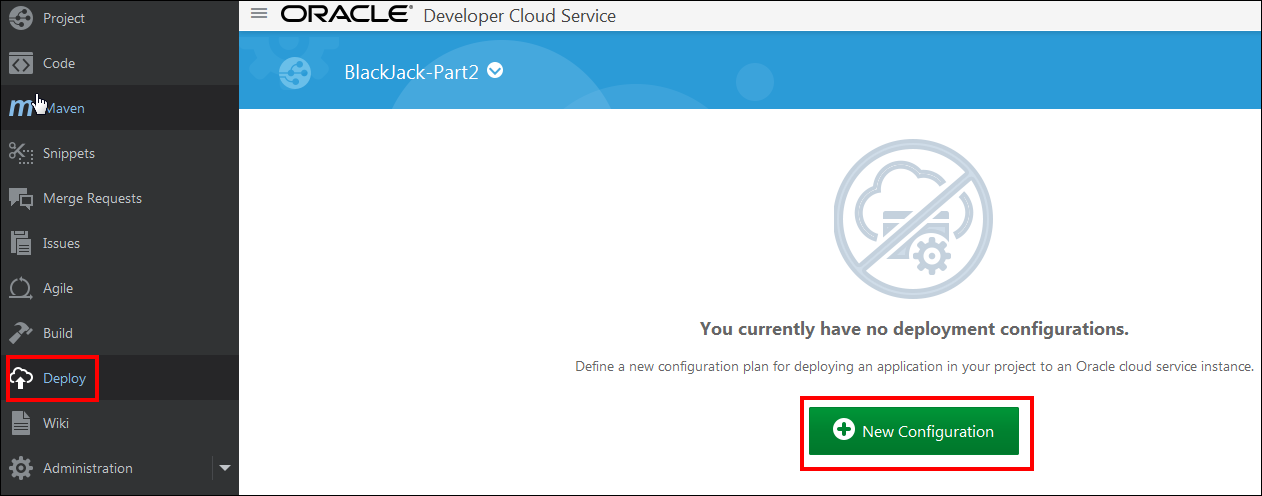 Project
Code
Maven
Snippets
Merge Requests
Issues
Agile
Build
Deploy
Wiki
Administration
ORACLE® Developer Cloud Service
BlackJack-Part2
You currently have no deployment configurations.
Define a new configuration plan for deploying an application in your project to an Oracle cloud service instance.
New Configuration